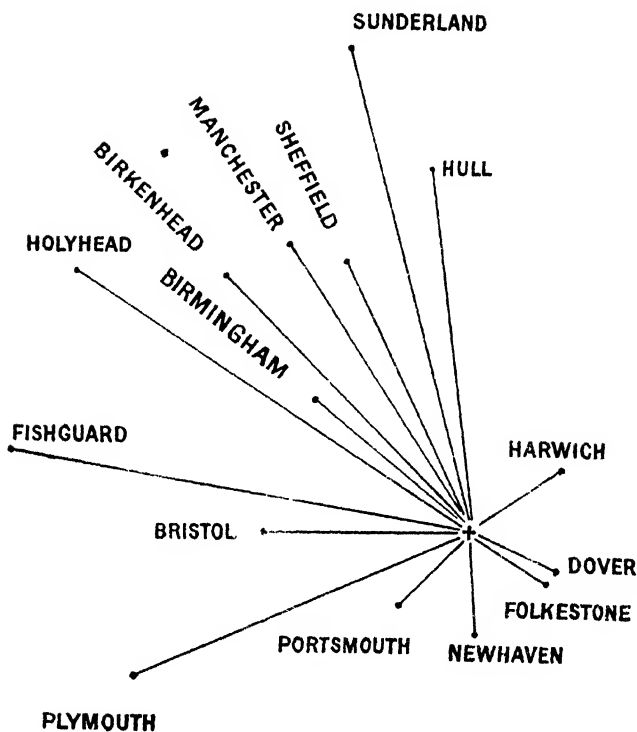 SUNDERLAND
MANCHESTER
SHEFFIELD
BIRKENHEAD
HULL
HOLYHEAD
BIRMINGHAM
FISHGUARD
HARWICH
BRISTOL
DOVER
FOLKESTONE
PORTSMOUTH
NEWHAVEN
PLYMOUTH